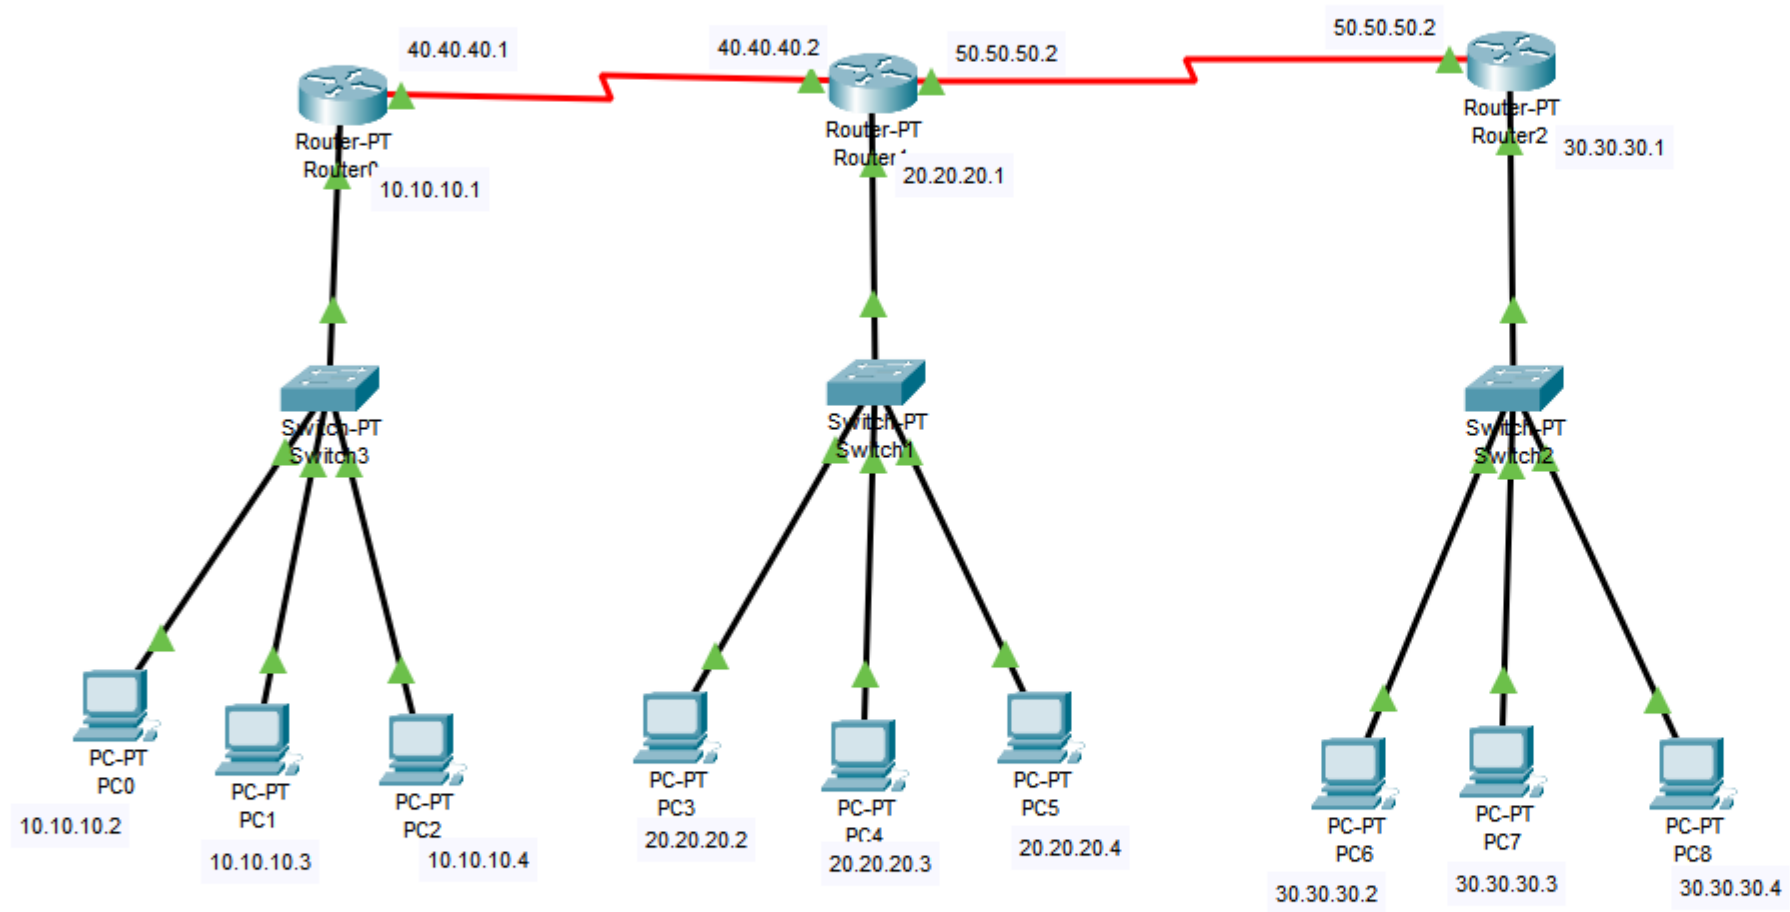 40.40.40.1
40.40.40.2
50.50.50.2
50.50.50.2
Router-PT
Router0
10.10.10.1
Router-PT
Router1
20.20.20.1
Router-PT
Router2
30.30.30.1
Switch-PT
Switch3
Switch-PT
Switch1
Switch-PT
Switch2
PC-PT
PC0
10.10.10.2
PC-PT
PC1
10.10.10.3
PC-PT
PC2
10.10.10.4
PC-PT
PC3
20.20.20.2
PC-PT
PC4
20.20.20.3
PC-PT
PC5
20.20.20.4
PC-PT
PC6
30.30.30.2
PC-PT
PC7
30.30.30.3
PC-PT
PC8
30.30.30.4